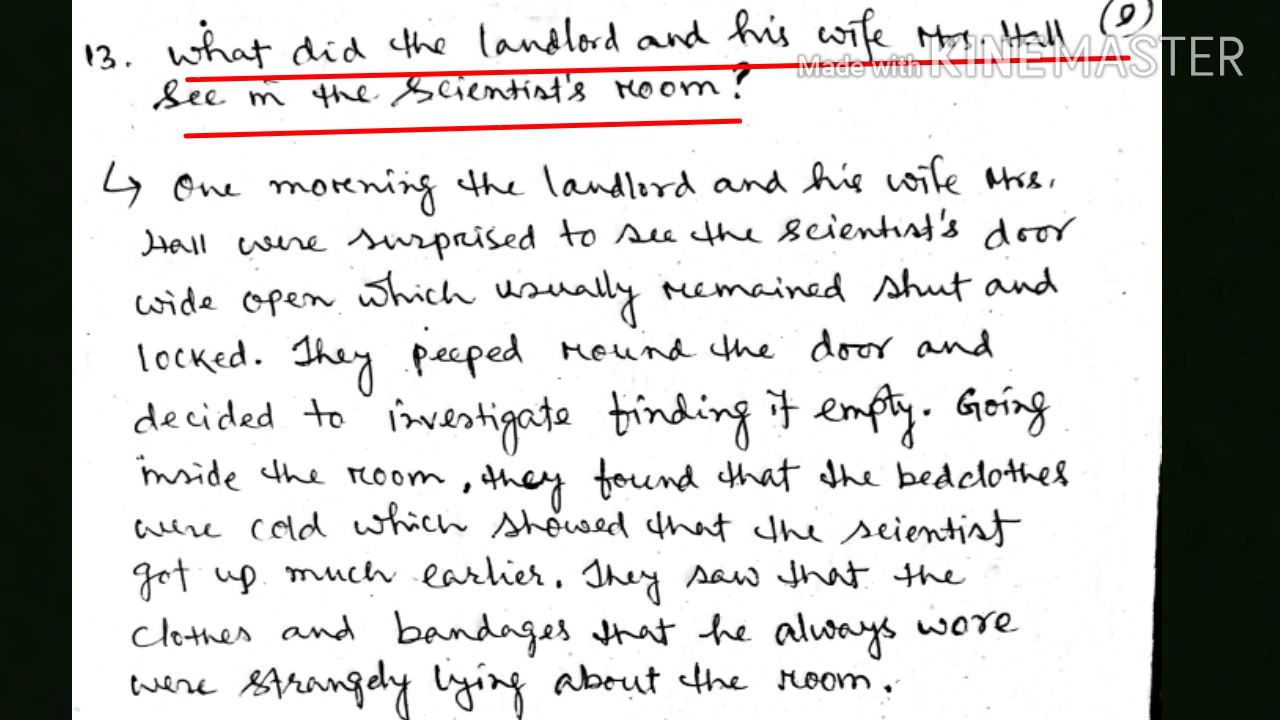 13. What did the landlord and his wife Mrs Hall (9)
Made with KINEMASTER
See in the Scientist's room?
↳ One morening the landlord and his wife Mrs.
Hall were surprised to see the scientist's door
wide open which usually remained shut and
locked. They peeped round the door and
decided to investigate finding it empty. Going
inside the room, they found that the bedclothes
were cold which showed that the scientist
got up much earlier. They saw that the
clothes and bandages that he always wore
were strangely lying about the room.